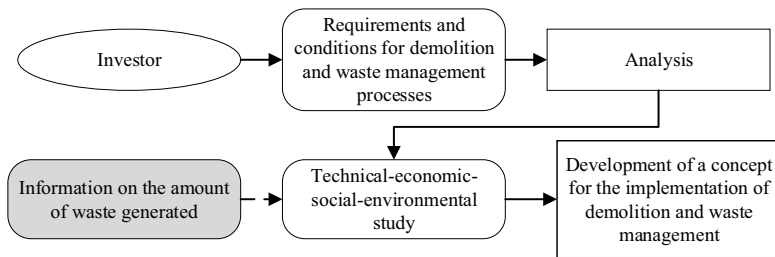 Investor
Requirements and
conditions for demolition
and waste management
processes
Analysis
Information on the amount
of waste generated
Technical-economic-
social-environmental
study
Development of a concept
for the implementation of
demolition and waste
management